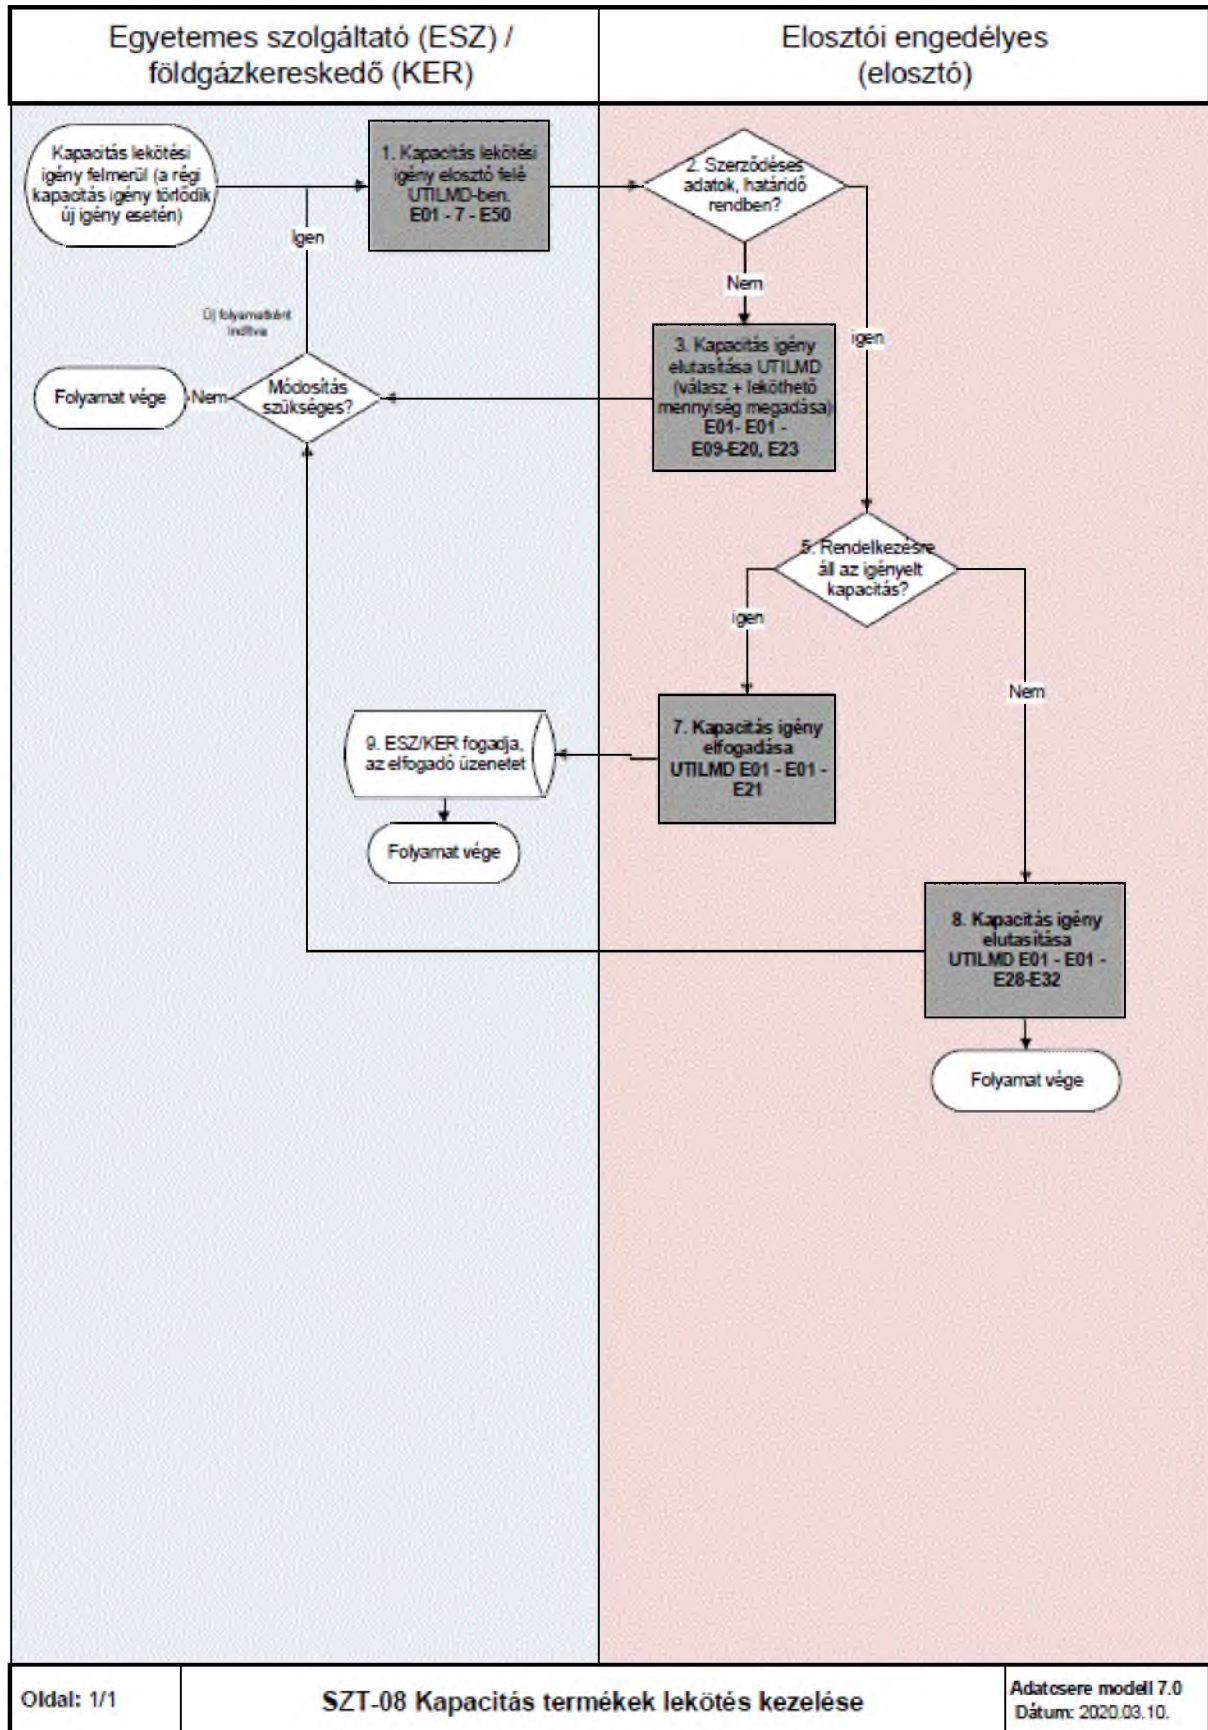 Egyetemes szolgáltató (ESZ) /
földgázkereskedő (KER)
Elosztói engedélyes
(elosztó)
Kapacitás lekötési
igény felmerül (a régi
kapacitás igény törlődik
új igény esetén)
1. Kapacitás lekötési
igény elosztó felé
UTILMD-ben.
E01 - 7 - E50
2. Szerződéses
adatok, határidő
rendben?
Igen
Nem
igen
Új folyamatként
indítva
3. Kapacitás igény
elutasítása UTILMD
(válasz + leköthető
mennyiség megadása)
E01- E01 -
E09-E20, E23
Folyamat vége
Nem
Módosítás
szükséges?
5. Rendelkezésre
áll az igényelt
kapacitás?
igen
Nem
7. Kapacitás igény
elfogadása
UTILMD E01 - E01 -
E21
9. ESZ/KER fogadja,
az elfogadó üzenetet
Folyamat vége
8. Kapacitás igény
elutasítása
UTILMD E01 - E01 -
E28-E32
Folyamat vége
Oldal: 1/1
SZT-08 Kapacitás termékek lekötés kezelése
Adatcsere modell 7.0
Dátum: 2020.03.10.